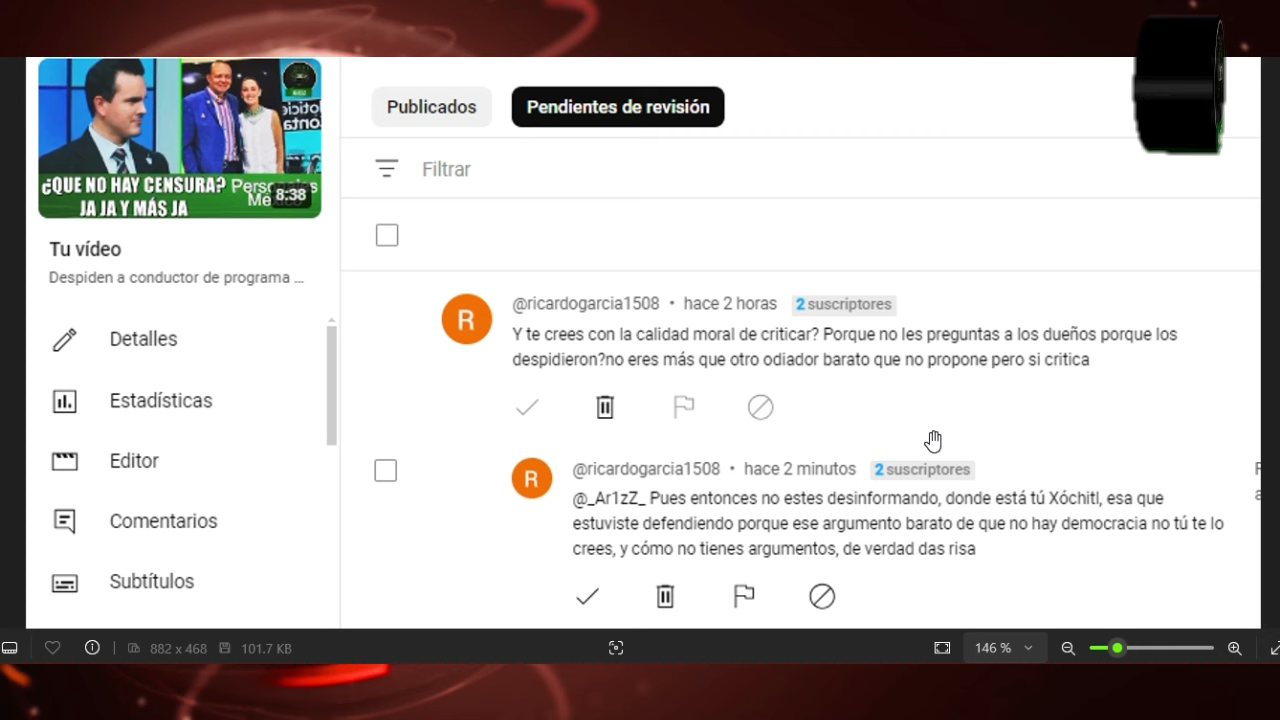 ¿QUE NO HAY CENSURA?
JA JA Y MÁS JA
8:38
Tu vídeo
Despiden a conductor de programa ...
Detalles
Estadísticas
Editor
Comentarios
Subtítulos
Publicados
Pendientes de revisión
Filtrar
R
@ricardogarcia1508 • hace 2 horas 2 suscriptores
Y te crees con la calidad moral de criticar? Porque no les preguntas a los dueños porque los
despidieron?no eres más que otro odiador barato que no propone pero si critica
R
@ricardogarcia1508 • hace 2 minutos 2 suscriptores
@_Ar1zZ_ Pues entonces no estes desinformando, donde está tú Xóchitl, esa que
estuviste defendiendo porque ese argumento barato de que no hay democracia no tú te lo
crees, y cómo no tienes argumentos, de verdad das risa
882 x 468
101.7 KB
146 %